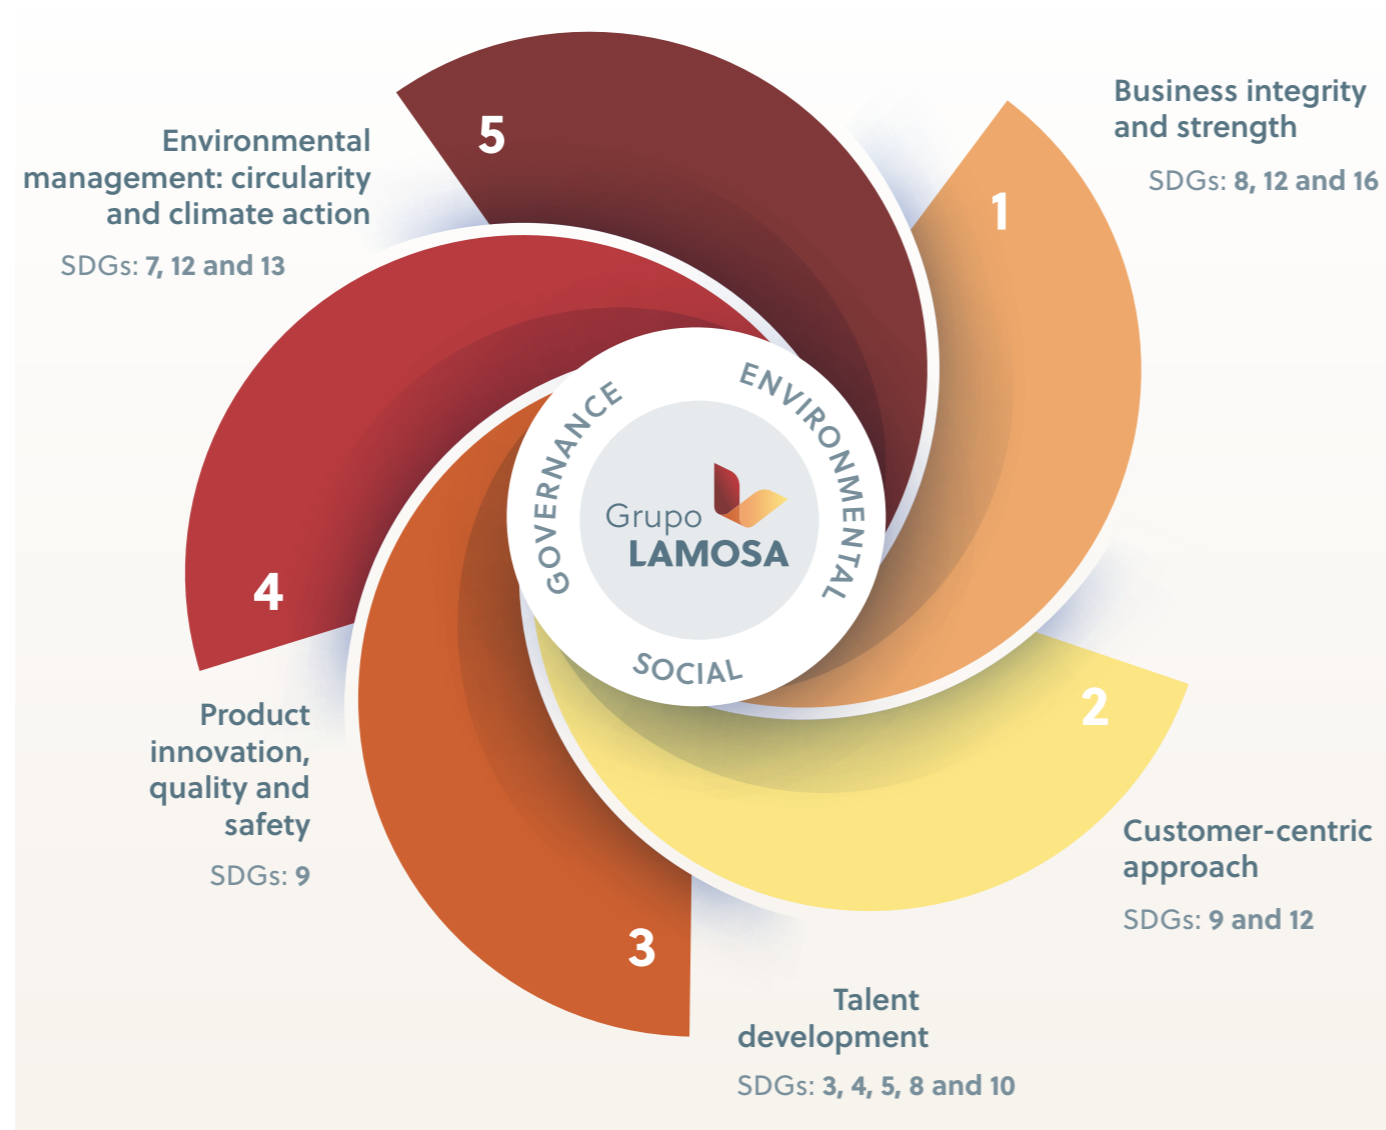 5
Environmental
management: circularity
and climate action
SDGs: 7, 12 and 13
1
Business integrity
and strength
SDGs: 8, 12 and 16
GOVERNANCE
ENVIRONMENTAL
SOCIAL
Grupo
LAMOSA
4
Product
innovation,
quality and
safety
SDGs: 9
2
Customer-centric
approach
SDGs: 9 and 12
3
Talent
development
SDGs: 3, 4, 5, 8 and 10